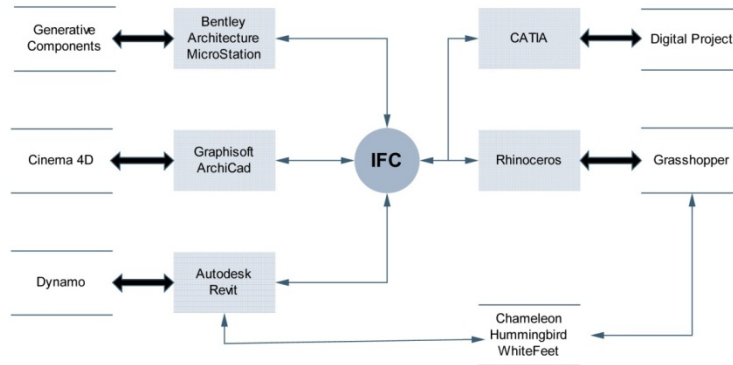 Generative
Components
Bentley
Architecture
MicroStation
CATIA
Digital Project
Cinema 4D
Graphisoft
ArchiCad
IFC
Rhinoceros
Grasshopper
Dynamo
Autodesk
Revit
Chameleon
Hummingbird
WhiteFeet